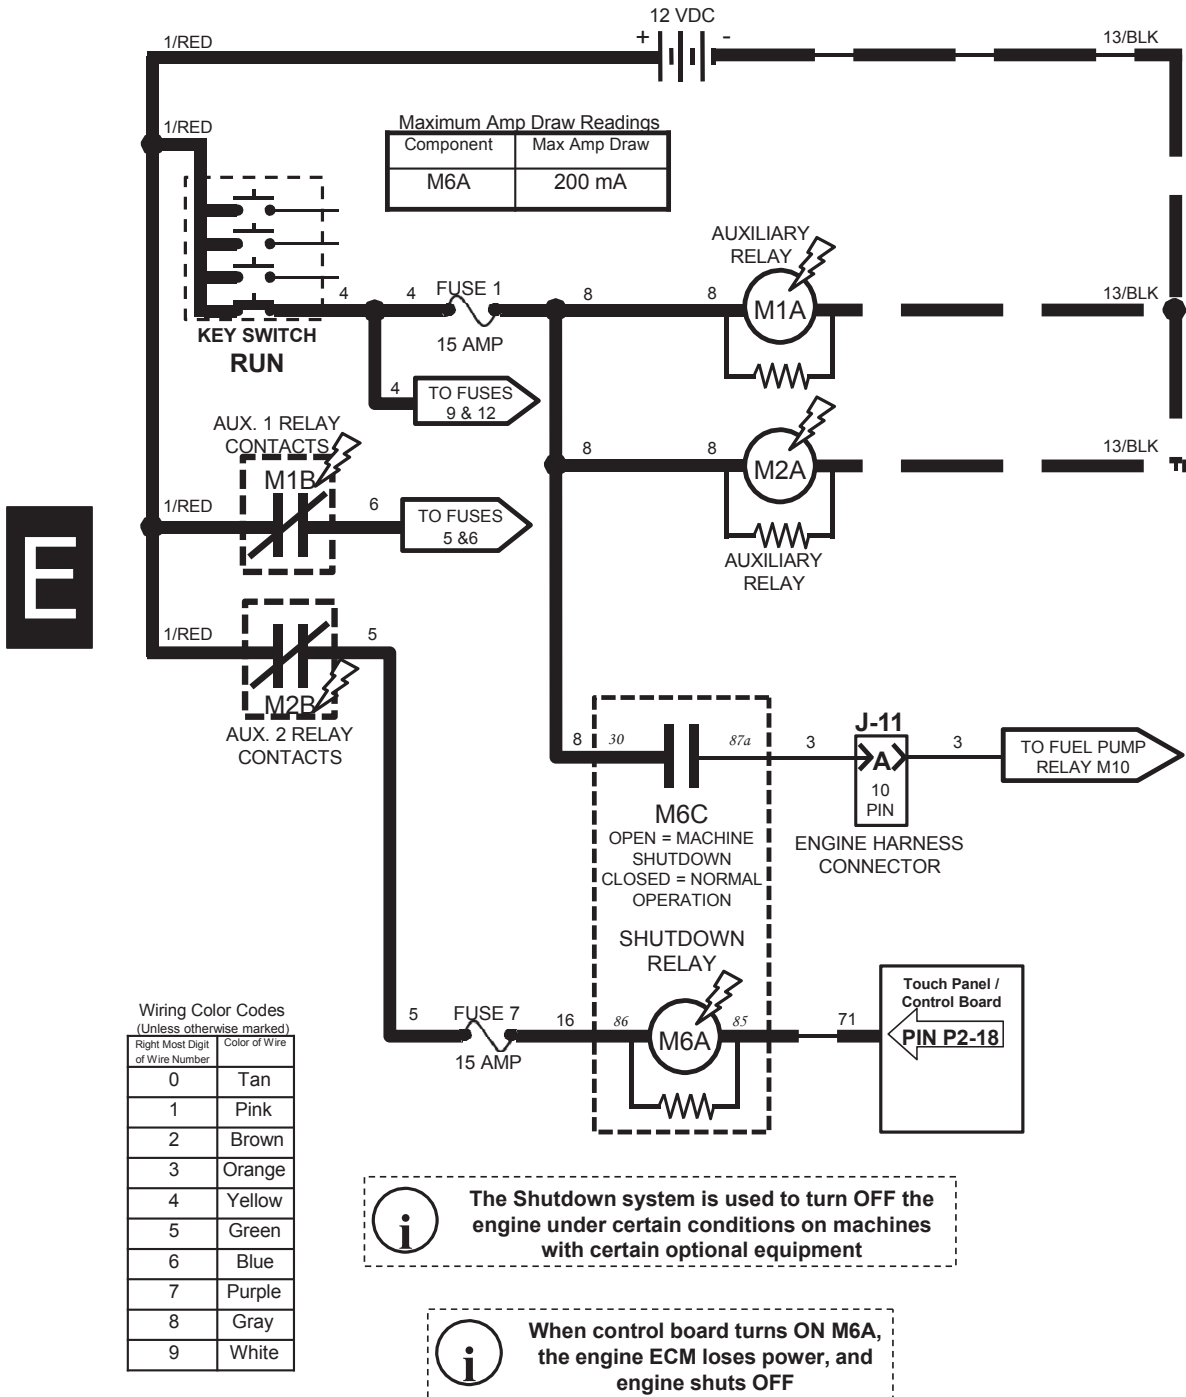 12 VDC
+ -
1/RED
13/BLK
1/RED
Maximum Amp Draw Readings
Component Max Amp Draw
M6A 200 mA
AUXILIARY
RELAY
4 4 FUSE 1 8 8 M1A 13/BLK
15 AMP
KEY SWITCH
RUN
4 TO FUSES
9 & 12
AUX. 1 RELAY
CONTACTS
8 8 M2A 13/BLK
M1B
1/RED 6 TO FUSES
5 &6
AUXILIARY
RELAY
E
1/RED 5
M2B
AUX. 2 RELAY
CONTACTS
8 30 87a 3 J-11 3
A
10
PIN
TO FUEL PUMP
RELAY M10
M6C
OPEN = MACHINE
SHUTDOWN
CLOSED = NORMAL
OPERATION
ENGINE HARNESS
CONNECTOR
SHUTDOWN
RELAY
5 FUSE 7 16 86 M6A 85 71
15 AMP
Touch Panel /
Control Board
PIN P2-18
Wiring Color Codes
(Unless otherwise marked)
Right Most Digit
of Wire Number
Color of Wire
0 Tan
1 Pink
2 Brown
3 Orange
4 Yellow
5 Green
6 Blue
7 Purple
8 Gray
9 White
i
The Shutdown system is used to turn OFF the
engine under certain conditions on machines
with certain optional equipment
i
When control board turns ON M6A,
the engine ECM loses power, and
engine shuts OFF